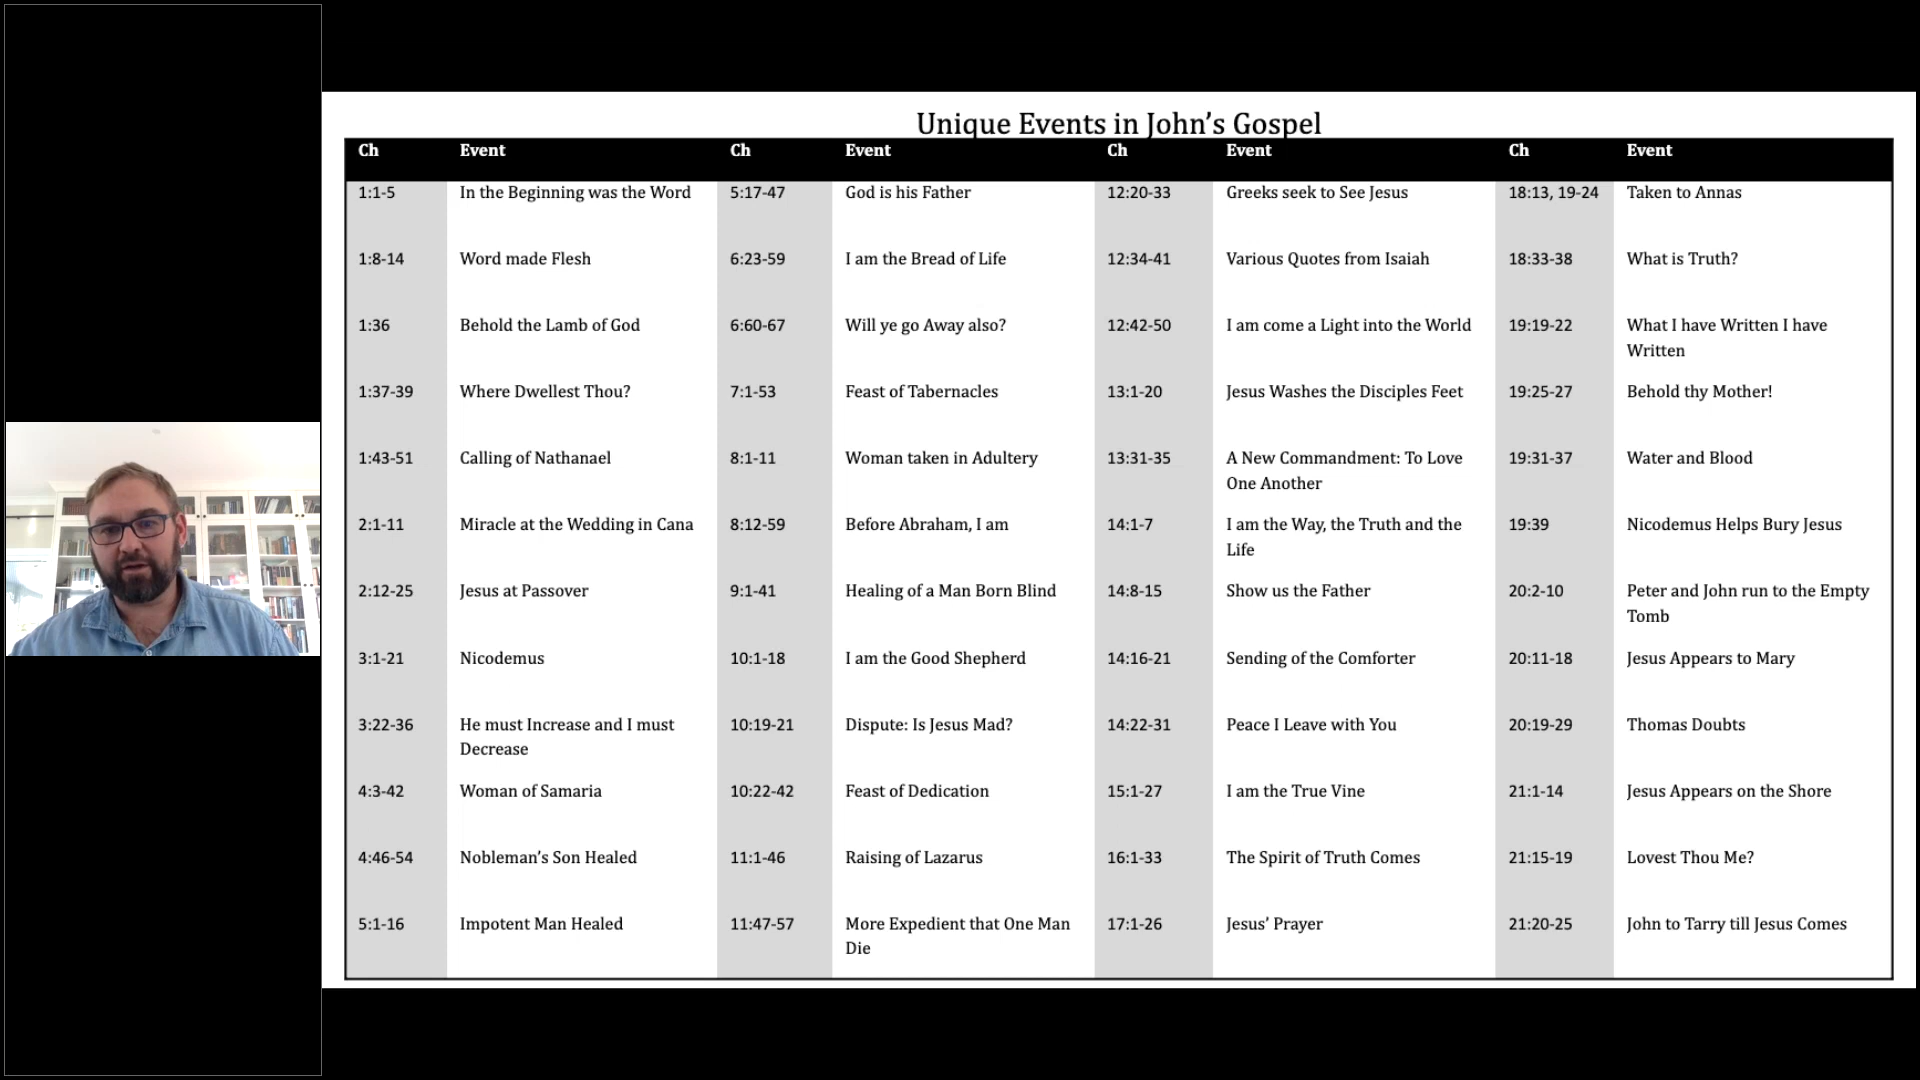 Unique Events in John’s Gospel
Ch Event Ch Event Ch Event Ch Event
1:1-5 In the Beginning was the Word 5:17-47 God is his Father 12:20-33 Greeks seek to See Jesus 18:13, 19-24 Taken to Annas
1:8-14 Word made Flesh 6:23-59 I am the Bread of Life 12:34-41 Various Quotes from Isaiah 18:33-38 What is Truth?
1:36 Behold the Lamb of God 6:60-67 Will ye go Away also? 12:42-50 I am come a Light into the World 19:19-22 What I have Written I have
Written
1:37-39 Where Dwellest Thou? 7:1-53 Feast of Tabernacles 13:1-20 Jesus Washes the Disciples Feet 19:25-27 Behold thy Mother!
1:43-51 Calling of Nathanael 8:1-11 Woman taken in Adultery 13:31-35 A New Commandment: To Love 19:31-37 Water and Blood
One Another
2:1-11 Miracle at the Wedding in Cana 8:12-59 Before Abraham, I am 14:1-7 I am the Way, the Truth and the 19:39 Nicodemus Helps Bury Jesus
Life
2:12-25 Jesus at Passover 9:1-41 Healing of a Man Born Blind 14:8-15 Show us the Father 20:2-10 Peter and John run to the Empty
Tomb
3:1-21 Nicodemus 10:1-18 I am the Good Shepherd 14:16-21 Sending of the Comforter 20:11-18 Jesus Appears to Mary
3:22-36 He must Increase and I must 10:19-21 Dispute: Is Jesus Mad? 14:22-31 Peace I Leave with You 20:19-29 Thomas Doubts
Decrease
4:3-42 Woman of Samaria 10:22-42 Feast of Dedication 15:1-27 I am the True Vine 21:1-14 Jesus Appears on the Shore
4:46-54 Nobleman’s Son Healed 11:1-46 Raising of Lazarus 16:1-33 The Spirit of Truth Comes 21:15-19 Lovest Thou Me?
5:1-16 Impotent Man Healed 11:47-57 More Expedient that One Man 17:1-26 Jesus’ Prayer 21:20-25 John to Tarry till Jesus Comes
Die